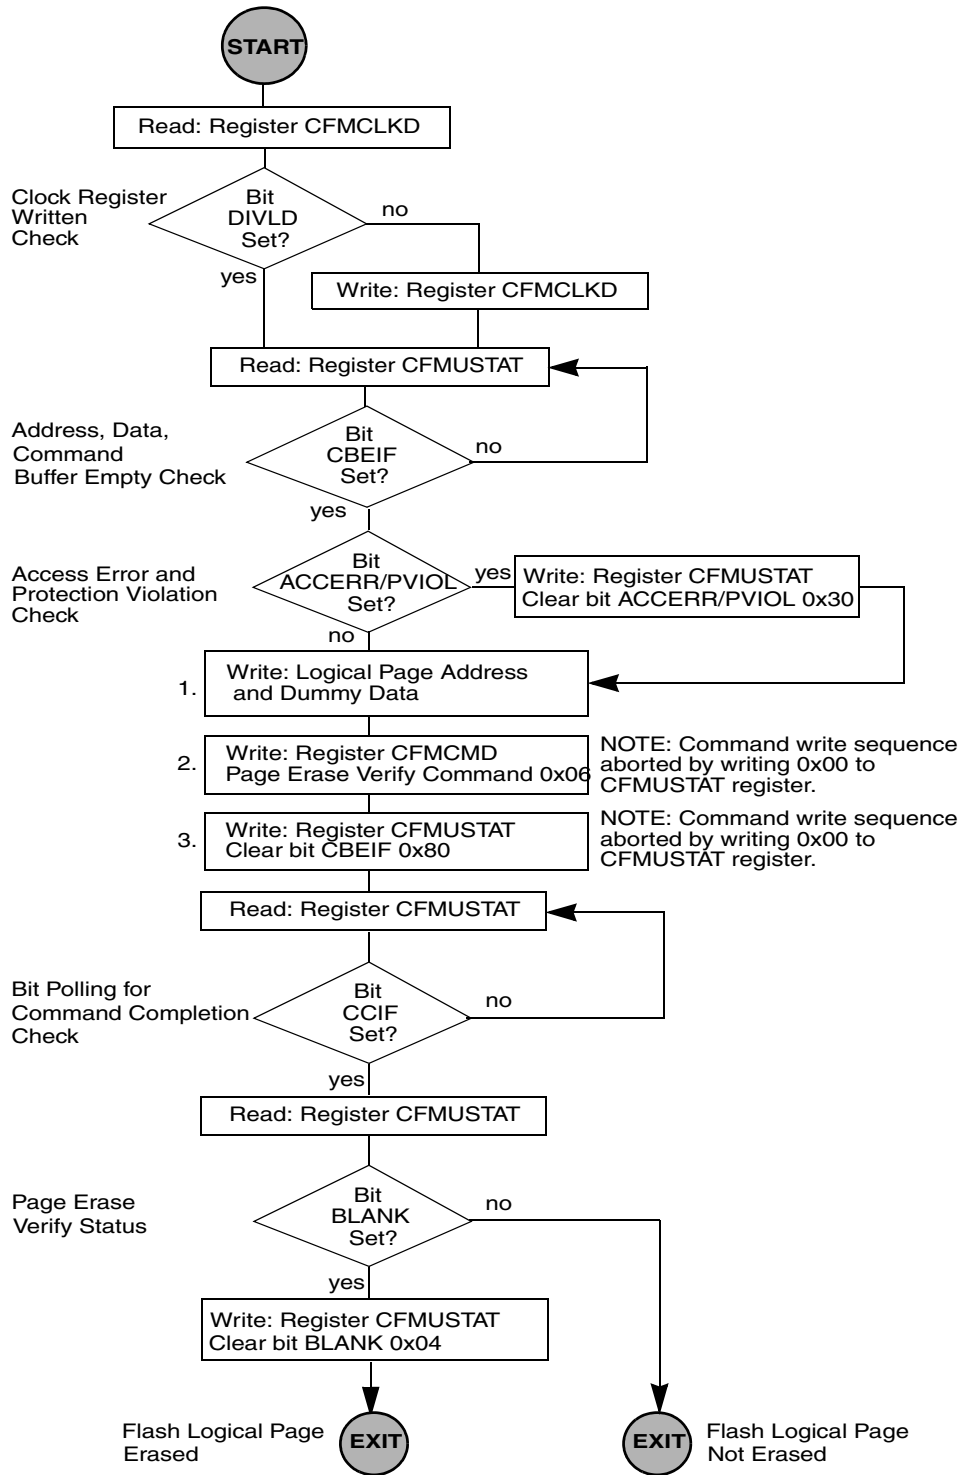 START
Read: Register CFMCLKD
Clock Register
Written
Check
Bit
DIVLD
Set?
no
yes
Write: Register CFMCLKD
Read: Register CFMUSTAT
Address, Data,
Command
Buffer Empty Check
Bit
CBEIF
Set?
no
yes
Access Error and
Protection Violation
Check
Bit
ACCERR/PVIOL
Set?
yes
Write: Register CFMUSTAT
Clear bit ACCERR/PVIOL 0x30
no
1.
Write: Logical Page Address
and Dummy Data
2.
Write: Register CFMCMD
Page Erase Verify Command 0x06
NOTE: Command write sequence
aborted by writing 0x00 to
CFMUSTAT register.
3.
Write: Register CFMUSTAT
Clear bit CBEIF 0x80
NOTE: Command write sequence
aborted by writing 0x00 to
CFMUSTAT register.
Read: Register CFMUSTAT
Bit Polling for
Command Completion
Check
Bit
CCIF
Set?
no
yes
Read: Register CFMUSTAT
Page Erase
Verify Status
Bit
BLANK
Set?
no
yes
Write: Register CFMUSTAT
Clear bit BLANK 0x04
Flash Logical Page
Erased
EXIT
EXIT
Flash Logical Page
Not Erased